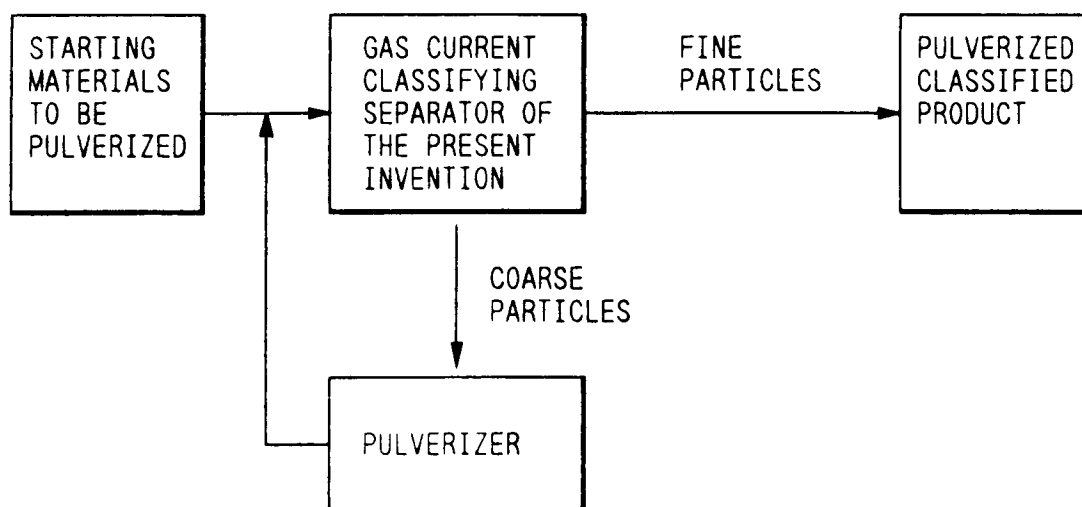 STARTING
MATERIALS
TO BE
PULVERIZED
GAS CURRENT
CLASSIFYING
SEPARATOR OF
THE PRESENT
INVENTION
FINE
PARTICLES
PULVERIZED
CLASSIFIED
PRODUCT
COARSE
PARTICLES
PULVERIZER